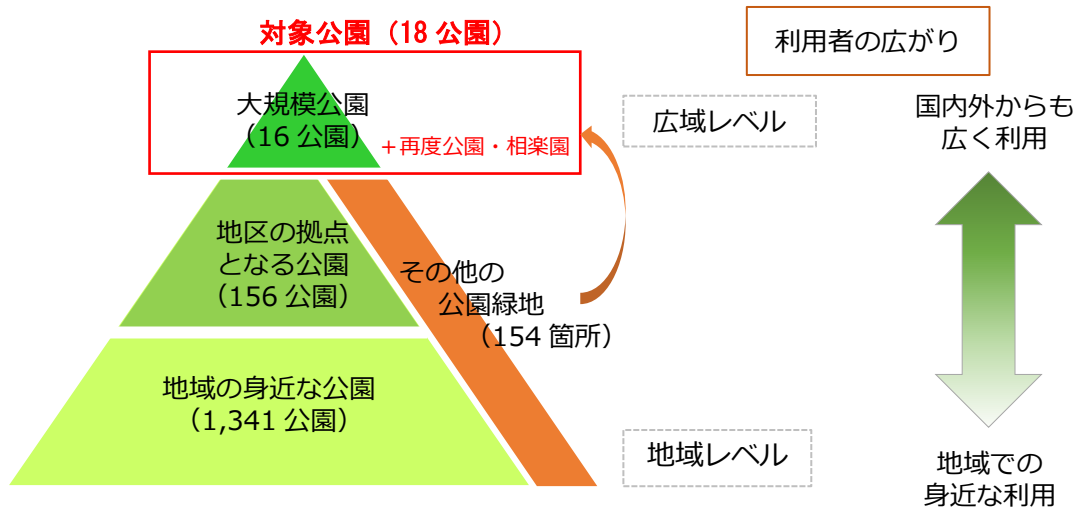 対象公園（18 公園）
利用者の広がり
大規模公園
（16 公園）
＋再度公園・相楽園
広域レベル
国内外からも
広く利用
地区の拠点
となる公園
（156 公園）
その他の
公園緑地
（154 箇所）
地域の身近な公園
（1,341 公園）
地域レベル
地域での
身近な利用